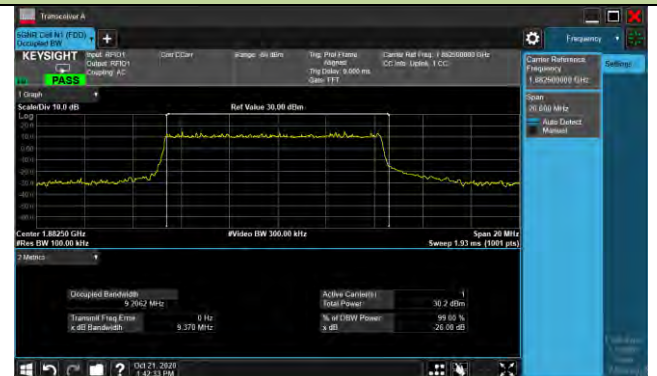 Transceiver A
5GNR Cell N1 (FDD)
Occupied BW
Frequency
KEYSIGHT
Input: RFIO1
Output: RFIO1
Coupling: AC
Corr CCorr
Trig: Prd Frame
Aligned
Trig Delay: 0.000 ms
Gate: TFT
Carrier Ref Freq: 1.882500000 GHz
CC Info: Uplink, 1 CC
PASS
Carrier Reference
Frequency
1.882500000 GHz
Settings
Span
20.000 MHz
Auto Detect
Manual
1 Graph
Scale/Div 10.0 dB
Ref Value 30.00 dBm
Log
Center 1.88250 GHz
#Res BW 100.00 kHz
#Video BW 300.00 kHz
Span 20 MHz
Sweep 1.93 ms (1001 pts)
2 Metrics
Occupied Bandwidth
9.2062 MHz
Active Carrier(s) 1
Total Power 30.2 dBm
Transmit Freq Error 0 Hz
x dB Bandwidth 9.370 MHz
% of OBW Power 99.00 %
x dB -26.00 dB
Oct 21, 2020
1:42:33 PM